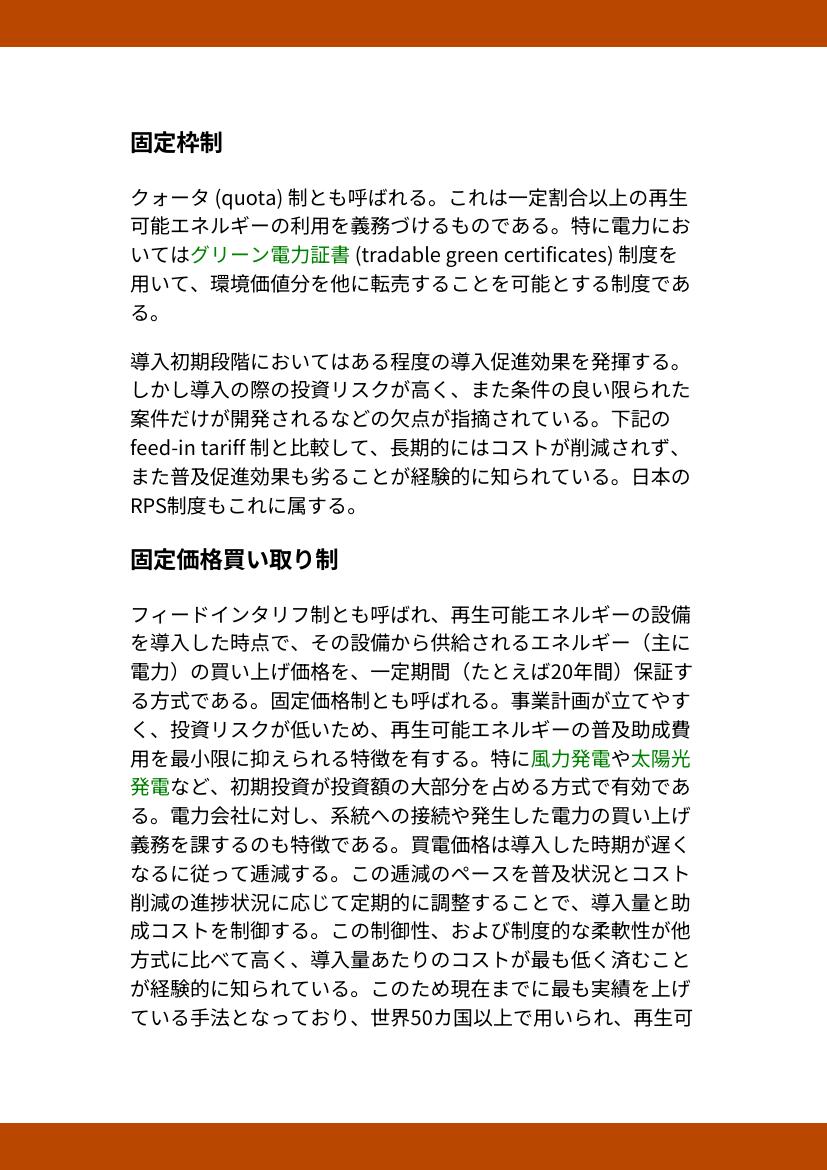 固定枠制
クォータ (quota) 制とも呼ばれる。これは一定割合以上の再生
可能エネルギーの利用を義務づけるものである。特に電力にお
いてはグリーン電力証書 (tradable green certificates) 制度を
用いて、環境価値分を他に転売することを可能とする制度であ
る。
導入初期段階においてはある程度の導入促進効果を発揮する。
しかし導入の際の投資リスクが高く、また条件の良い限られた
案件だけが開発されるなどの欠点が指摘されている。下記の
feed-in tariff 制と比較して、長期的にはコストが削減されず、
また普及促進効果も劣ることが経験的に知られている。日本の
RPS制度もこれに属する。
固定価格買い取り制
フィードインタリフ制とも呼ばれ、再生可能エネルギーの設備
を導入した時点で、その設備から供給されるエネルギー（主に
電力）の買い上げ価格を、一定期間（たとえば20年間）保証す
る方式である。固定価格制とも呼ばれる。事業計画が立てやす
く、投資リスクが低いため、再生可能エネルギーの普及助成費
用を最小限に抑えられる特徴を有する。特に風力発電や太陽光
発電など、初期投資が投資額の大部分を占める方式で有効であ
る。電力会社に対し、系統への接続や発生した電力の買い上げ
義務を課するのも特徴である。買電価格は導入した時期が遅く
なるに従って逓減する。この逓減のペースを普及状況とコスト
削減の進捗状況に応じて定期的に調整することで、導入量と助
成コストを制御する。この制御性、および制度的な柔軟性が他
方式に比べて高く、導入量あたりのコストが最も低く済むこと
が経験的に知られている。このため現在までに最も実績を上げ
ている手法となっており、世界50カ国以上で用いられ、再生可